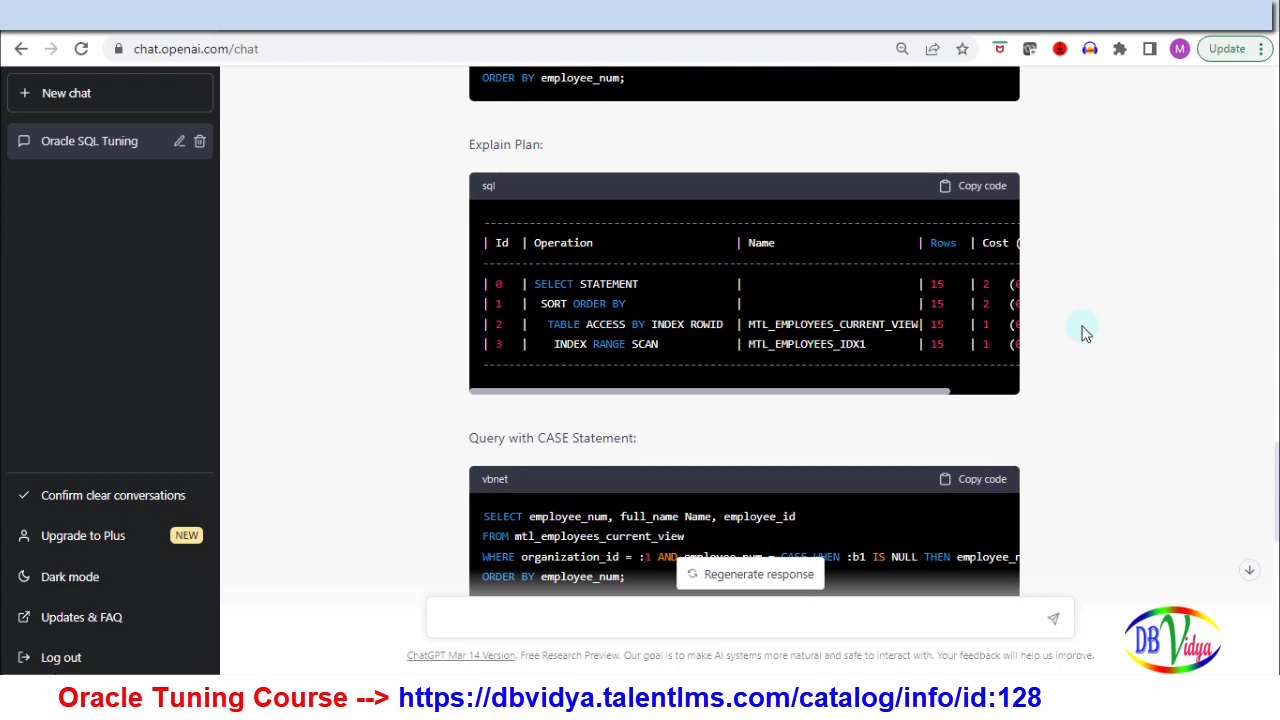 chat.openai.com/chat
M
Update
New chat
Oracle SQL Tuning
ORDER BY employee_num;
Explain Plan:
sql
Copy code
| Id | Operation | Name | Rows | Cost (
| 0 | SELECT STATEMENT | | 15 | 2 (0
| 1 | SORT ORDER BY | | 15 | 2 (0
| 2 | TABLE ACCESS BY INDEX ROWID | MTL_EMPLOYEES_CURRENT_VIEW| 15 | 1 (0
| 3 | INDEX RANGE SCAN | MTL_EMPLOYEES_IDX1 | 15 | 1 (0
Query with CASE Statement:
vbnet
Copy code
SELECT employee_num, full_name Name, employee_id
FROM mtl_employees_current_view
WHERE organization_id = :1 AND employee_num = CASE WHEN :b1 IS NULL THEN employee_n
ORDER BY employee_num;
Regenerate response
Confirm clear conversations
Upgrade to Plus
NEW
Dark mode
Updates & FAQ
Log out
ChatGPT Mar 14 Version. Free Research Preview. Our goal is to make AI systems more natural and safe to interact with. Your feedback will help us improve.
DB Vidya
Oracle Tuning Course --> https://dbvidya.talentlms.com/catalog/info/id:128